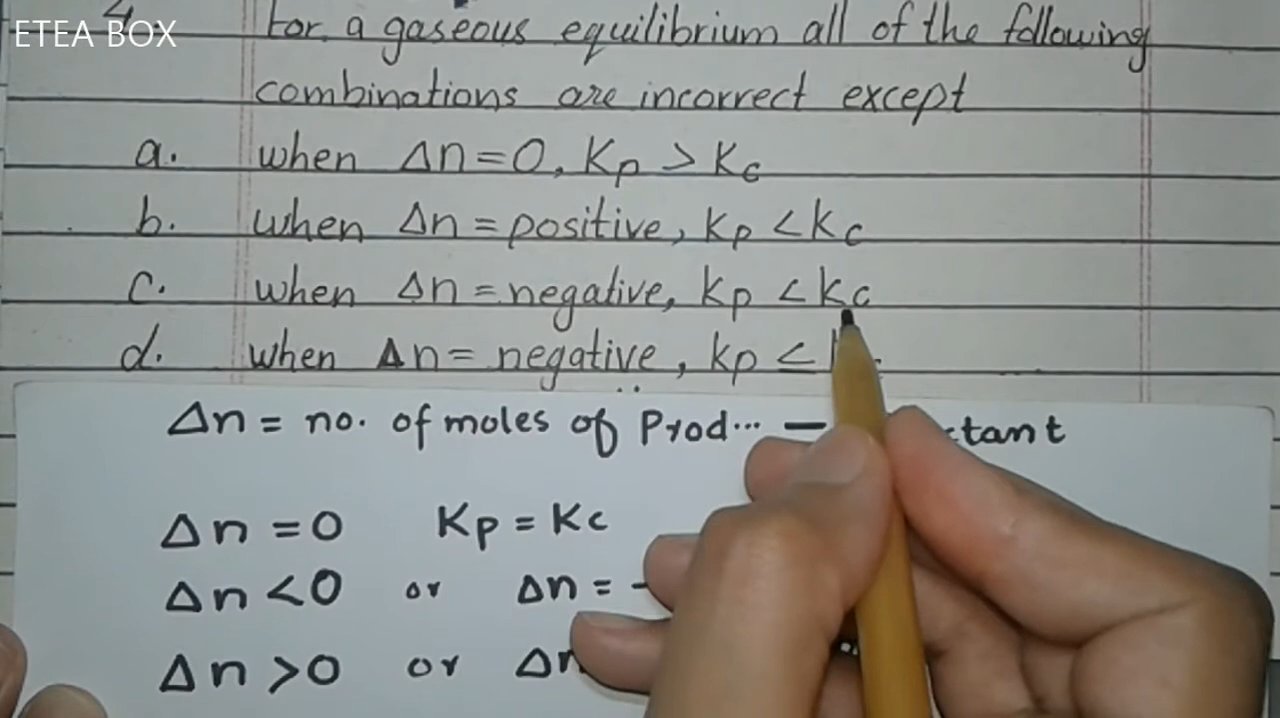 ETEA BOX
4. For a gaseous equilibrium all of the following
combinations are incorrect except
a. when Δn=0, Kp > Kc
b. when Δn = positive, Kp < Kc
c. when Δn = negative, Kp < Kc
d. when Δn = negative, Kp <
Δn = no. of moles of Prod... —
Δn = 0 Kp = Kc
Δn < 0 or Δn = -
Δn > 0 or Δn